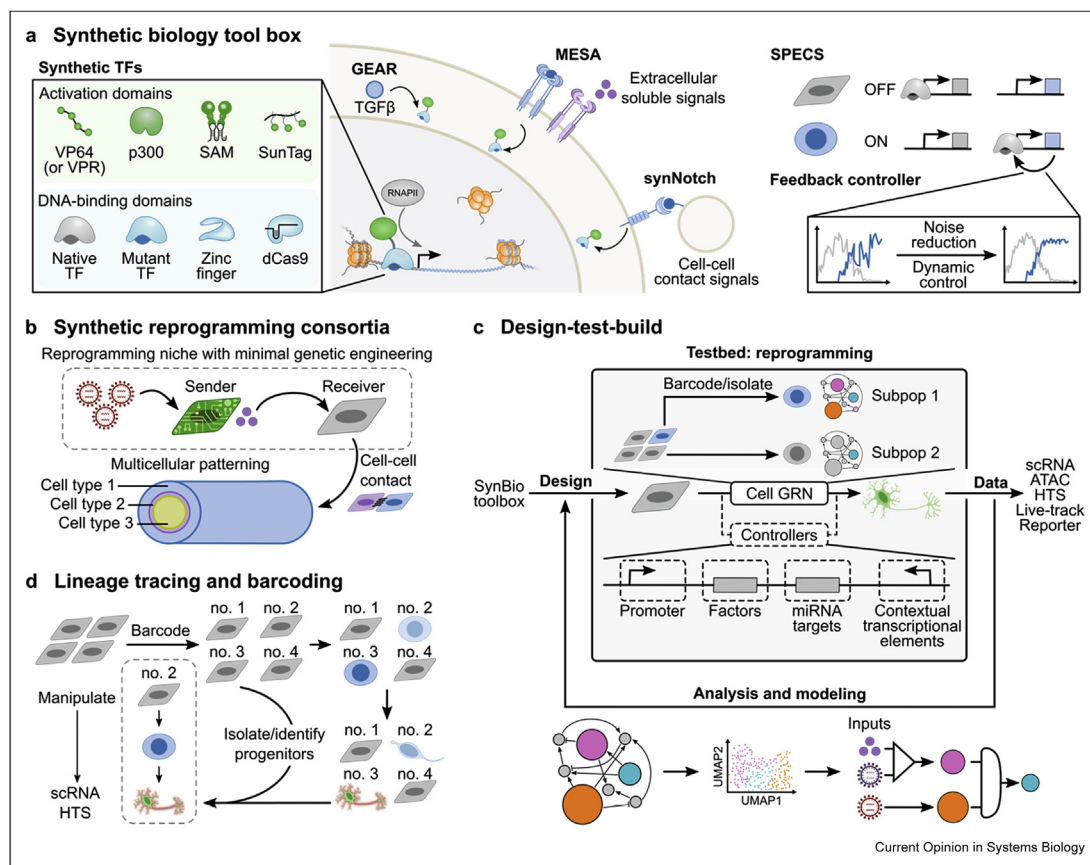 a Synthetic biology tool box
Synthetic TFs
Activation domains
VP64
(or VPR)
p300
SAM
SunTag
DNA-binding domains
Native
TF
Mutant
TF
Zinc
finger
dCas9
GEAR
TGFβ
RNAPII
MESA
Extracellular
soluble signals
synNotch
Cell-cell
contact signals
SPECS
OFF
ON
Feedback controller
Noise
reduction
Dynamic
control
b Synthetic reprogramming consortia
Reprogramming niche with minimal genetic engineering
Sender
Receiver
Multicellular patterning
Cell type 1
Cell type 2
Cell type 3
Cell-cell
contact
c Design-test-build
Testbed: reprogramming
Barcode/isolate
Subpop 1
Subpop 2
SynBio
toolbox
Design
Cell GRN
Controllers
Data
scRNA
ATAC
HTS
Live-track
Reporter
Promoter
Factors
miRNA
targets
Contextual
transcriptional
elements
Analysis and modeling
UMAP2
UMAP1
Inputs
d Lineage tracing and barcoding
Barcode
no. 1 no. 2
no. 3 no. 4
no. 1 no. 2
no. 3 no. 4
Manipulate
no. 2
scRNA
HTS
Isolate/identify
progenitors
no. 1 no. 2
no. 3 no. 4
Current Opinion in Systems Biology